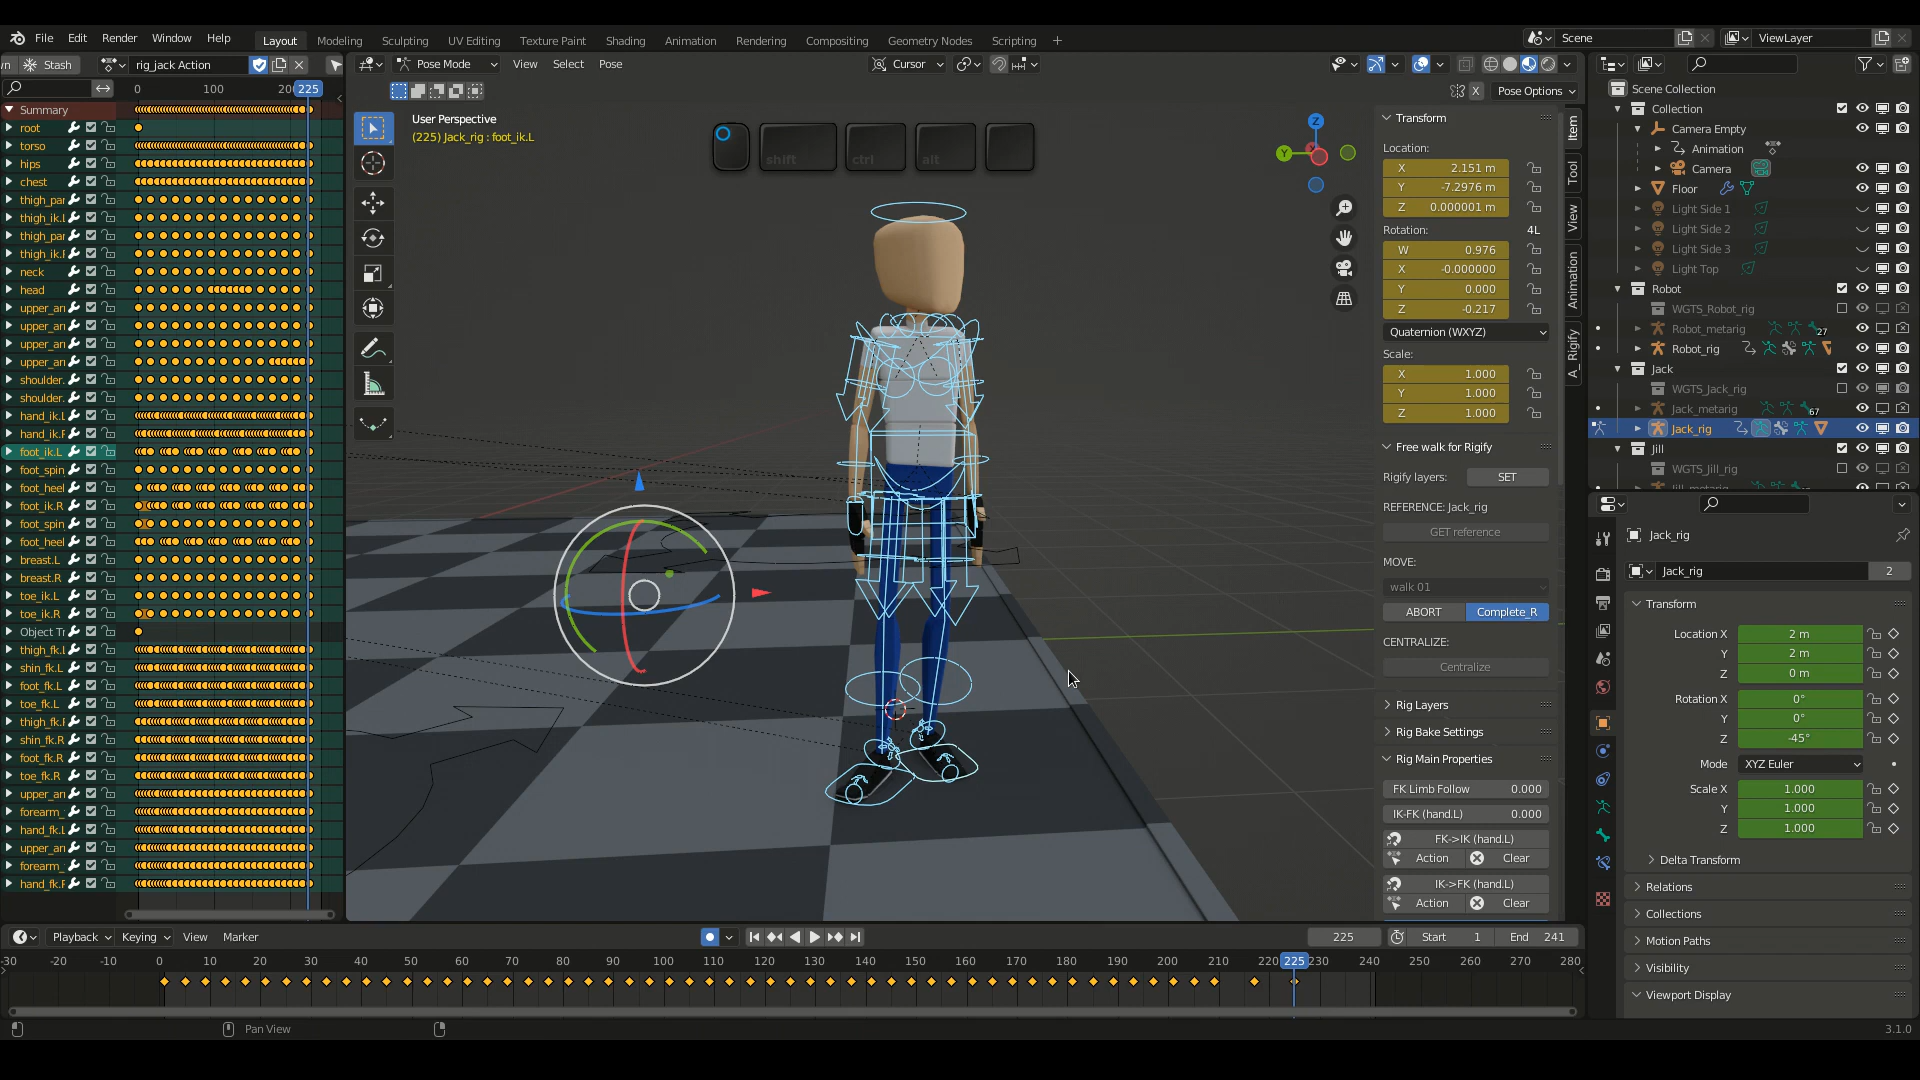 File Edit Render Window Help
Layout Modeling Sculpting UV Editing Texture Paint Shading Animation Rendering Compositing Geometry Nodes Scripting +
Scene
ViewLayer
Stash rig_jack Action
Pose Mode View Select Pose Cursor
X Pose Options
0 100 225
Summary
root
torso
hips
chest
thigh_par
thigh_ik.l
thigh_par
thigh_ik.R
neck
head
upper_arı
upper_arı
upper_arı
upper_arı
shoulder.
shoulder.
hand_ik.L
hand_ik.F
foot_ik.L
foot_spin
foot_heel
foot_ik.R
foot_spin
foot_heel
breast.L
breast.R
toe_ik.L
toe_ik.R
Object Tr
thigh_fk.l
shin_fk.L
foot_fk.L
toe_fk.L
thigh_fk.F
shin_fk.R
foot_fk.R
toe_fk.R
upper_arı
forearm_
hand_fk.L
upper_arı
forearm_
hand_fk.F
User Perspective
(225) Jack_rig : foot_ik.L
shift ctrl alt
Z
Y
Transform
Location:
X 2.151 m
Y -7.2976 m
Z 0.000001 m
Rotation: 4L
W 0.976
X -0.000000
Y 0.000
Z -0.217
Quaternion (WXYZ)
Scale:
X 1.000
Y 1.000
Z 1.000
Free walk for Rigify
Rigify layers: SET
REFERENCE: Jack_rig
GET reference
MOVE:
walk 01
ABORT Complete_R
CENTRALIZE:
Centralize
Rig Layers
Rig Bake Settings
Rig Main Properties
FK Limb Follow 0.000
IK-FK (hand.L) 0.000
FK->IK (hand.L)
Action Clear
IK->FK (hand.L)
Action Clear
Item
Tool
View
Animation
A_Rigify
Scene Collection
Collection
Camera Empty
Animation
Camera
Floor
Light Side 1
Light Side 2
Light Side 3
Light Top
Robot
WGTS_Robot_rig
Robot_metarig 27
Robot_rig
Jack
WGTS_Jack_rig
Jack_metarig 67
Jack_rig
Jill
WGTS_Jill_rig
Jill_metarig
Jack_rig
Jack_rig 2
Transform
Location X 2 m
Y 2 m
Z 0 m
Rotation X 0°
Y 0°
Z -45°
Mode XYZ Euler
Scale X 1.000
Y 1.000
Z 1.000
Delta Transform
Relations
Collections
Motion Paths
Visibility
Viewport Display
Playback Keying View Marker
225 Start 1 End 241
-30 -20 -10 0 10 20 30 40 50 60 70 80 90 100 110 120 130 140 150 160 170 180 190 200 210 220 225 230 240 250 260 270 280
Pan View
3.1.0